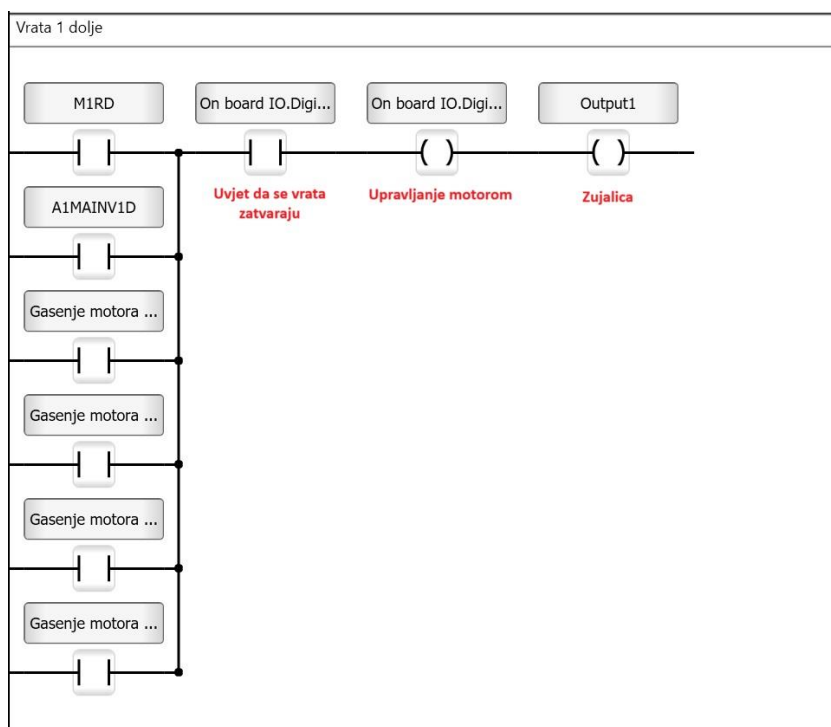 Vrata 1 dolje
M1RD
On board IO.Digi...
On board IO.Digi...
Output1
Uvjet da se vrata
zatvaraju
Upravljanje motorom
Zujalica
A1MAINV1D
Gasenje motora ...
Gasenje motora ...
Gasenje motora ...
Gasenje motora ...